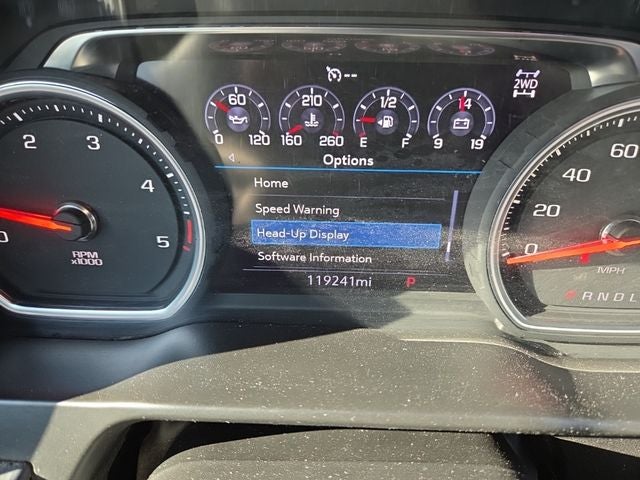 --
2WD
60
210
1/2
14
0 120
160 260
E F
9 19
Options
Home
Speed Warning
Head-Up Display
Software Information
119241mi P
2 3 4 5
0
RPM
x1000
60
40
20
0
MPH
P R N D L